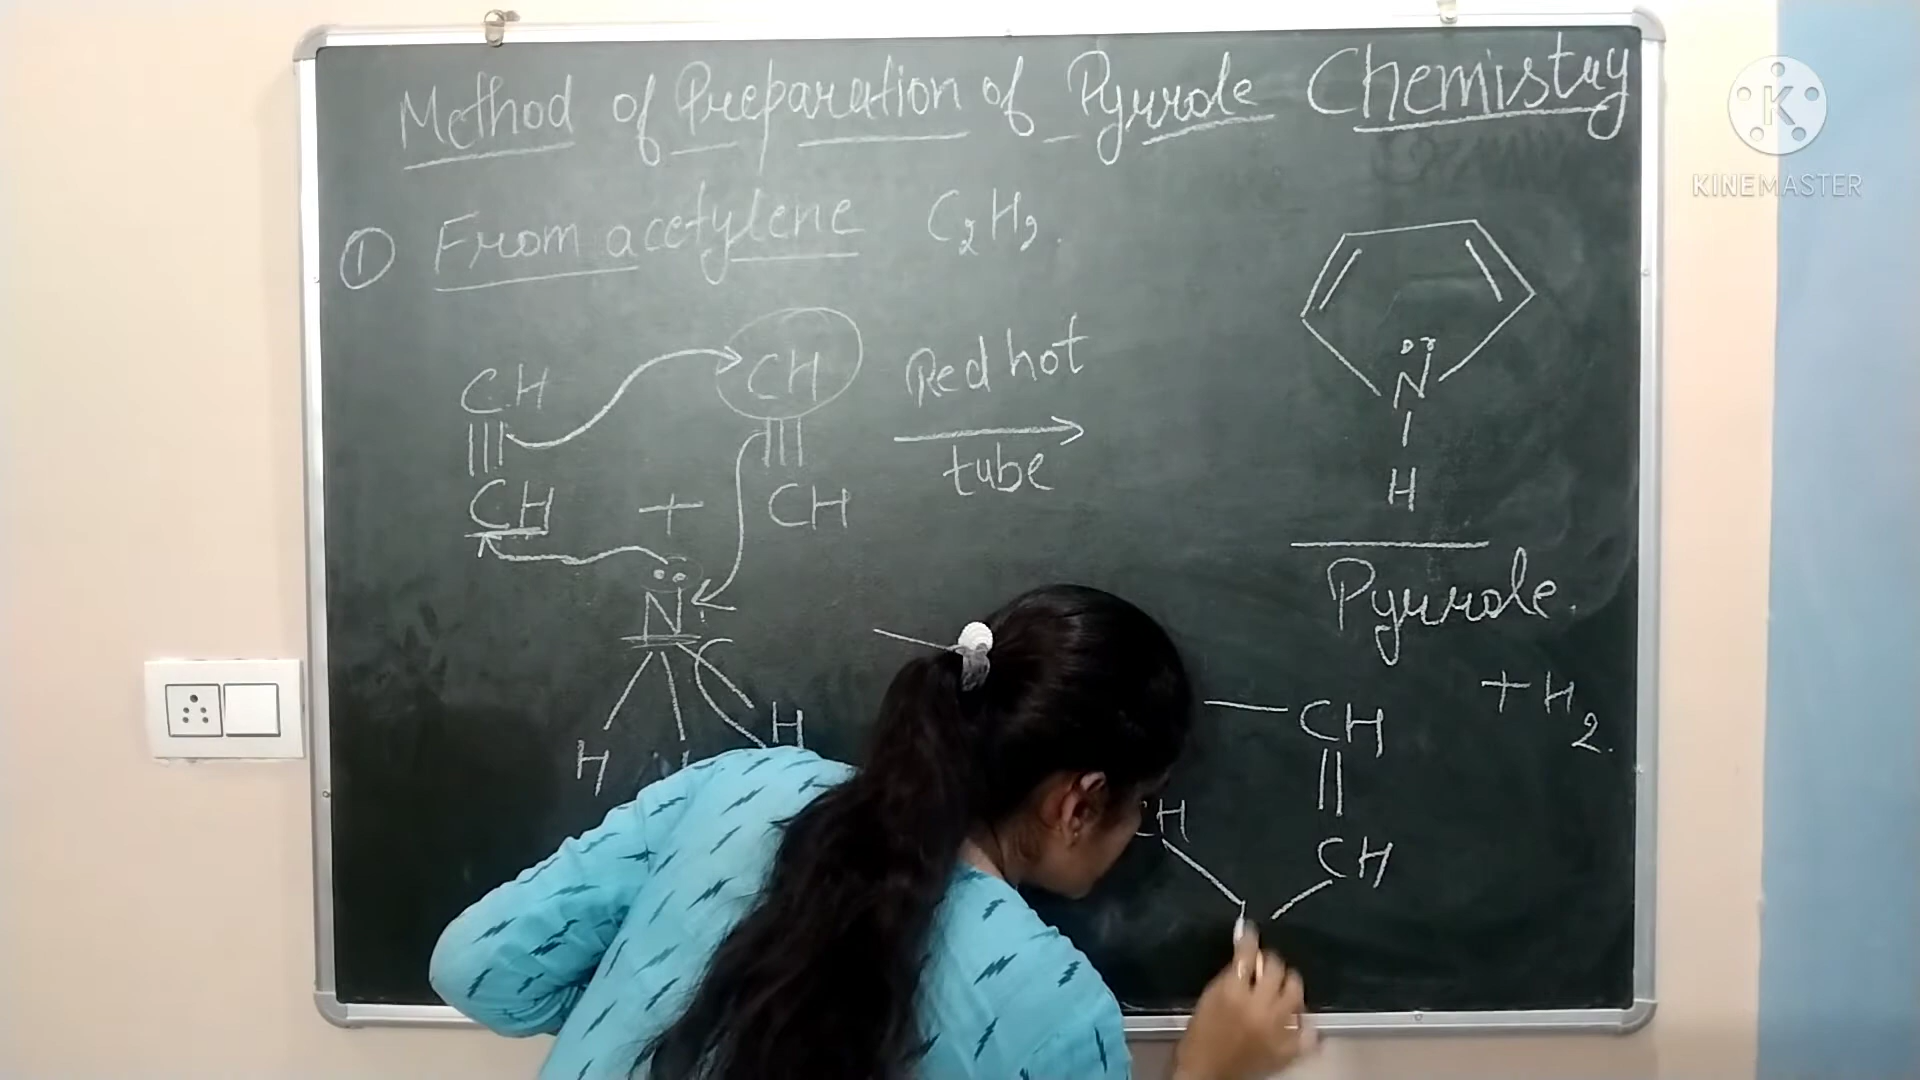 Method of Preparation of Pyrrole Chemistry
① From acetylene C₂H₂.
CH CH Red hot
||| |||
CH + CH tube
N
H H
N
H
Pyrrole.
+ H₂.
CH
||
CH
CH
KINEMASTER